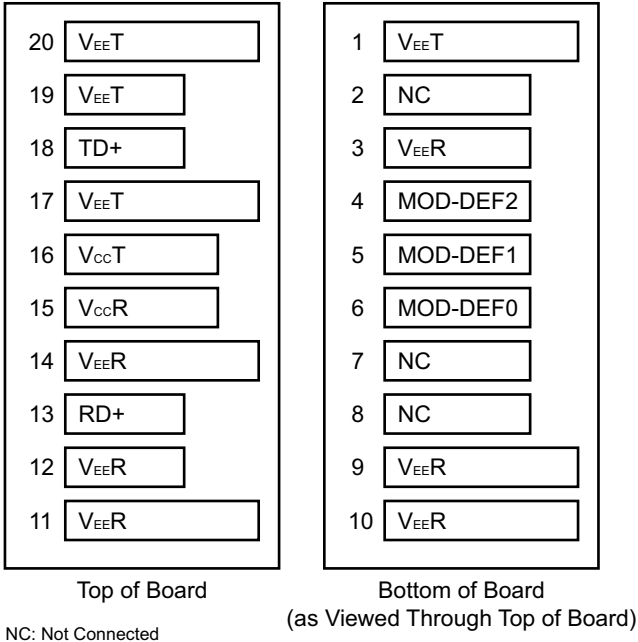 20 VEET
19 VEET
18 TD+
17 VEET
16 VCCT
15 VCCR
14 VEER
13 RD+
12 VEER
11 VEER
Top of Board
1 VEET
2 NC
3 VEER
4 MOD-DEF2
5 MOD-DEF1
6 MOD-DEF0
7 NC
8 NC
9 VEER
10 VEER
Bottom of Board
(as Viewed Through Top of Board)
NC: Not Connected